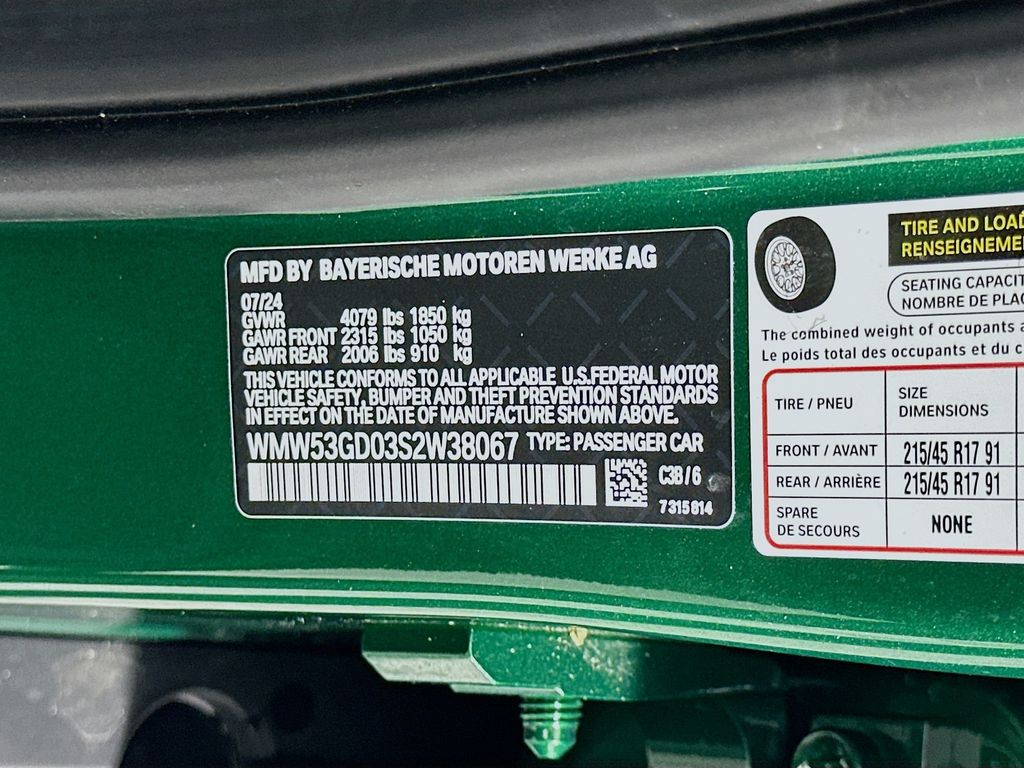 MFD BY BAYERISCHE MOTOREN WERKE AG
07/24
GVWR 4079 lbs 1850 kg
GAWR FRONT 2315 lbs 1050 kg
GAWR REAR 2006 lbs 910 kg
THIS VEHICLE CONFORMS TO ALL APPLICABLE U.S.FEDERAL MOTOR
VEHICLE SAFETY, BUMPER AND THEFT PREVENTION STANDARDS
IN EFFECT ON THE DATE OF MANUFACTURE SHOWN ABOVE.
WMW53GD03S2W38067 TYPE: PASSENGER CAR
C3B/6
7315814
TIRE AND LOAD
RENSEIGNEME
SEATING CAPACIT
NOMBRE DE PLAC
The combined weight of occupants a
Le poids total des occupants et du c
TIRE / PNEU SIZE
DIMENSIONS
FRONT / AVANT 215/45 R17 91
REAR / ARRIÈRE 215/45 R17 91
SPARE
DE SECOURS NONE